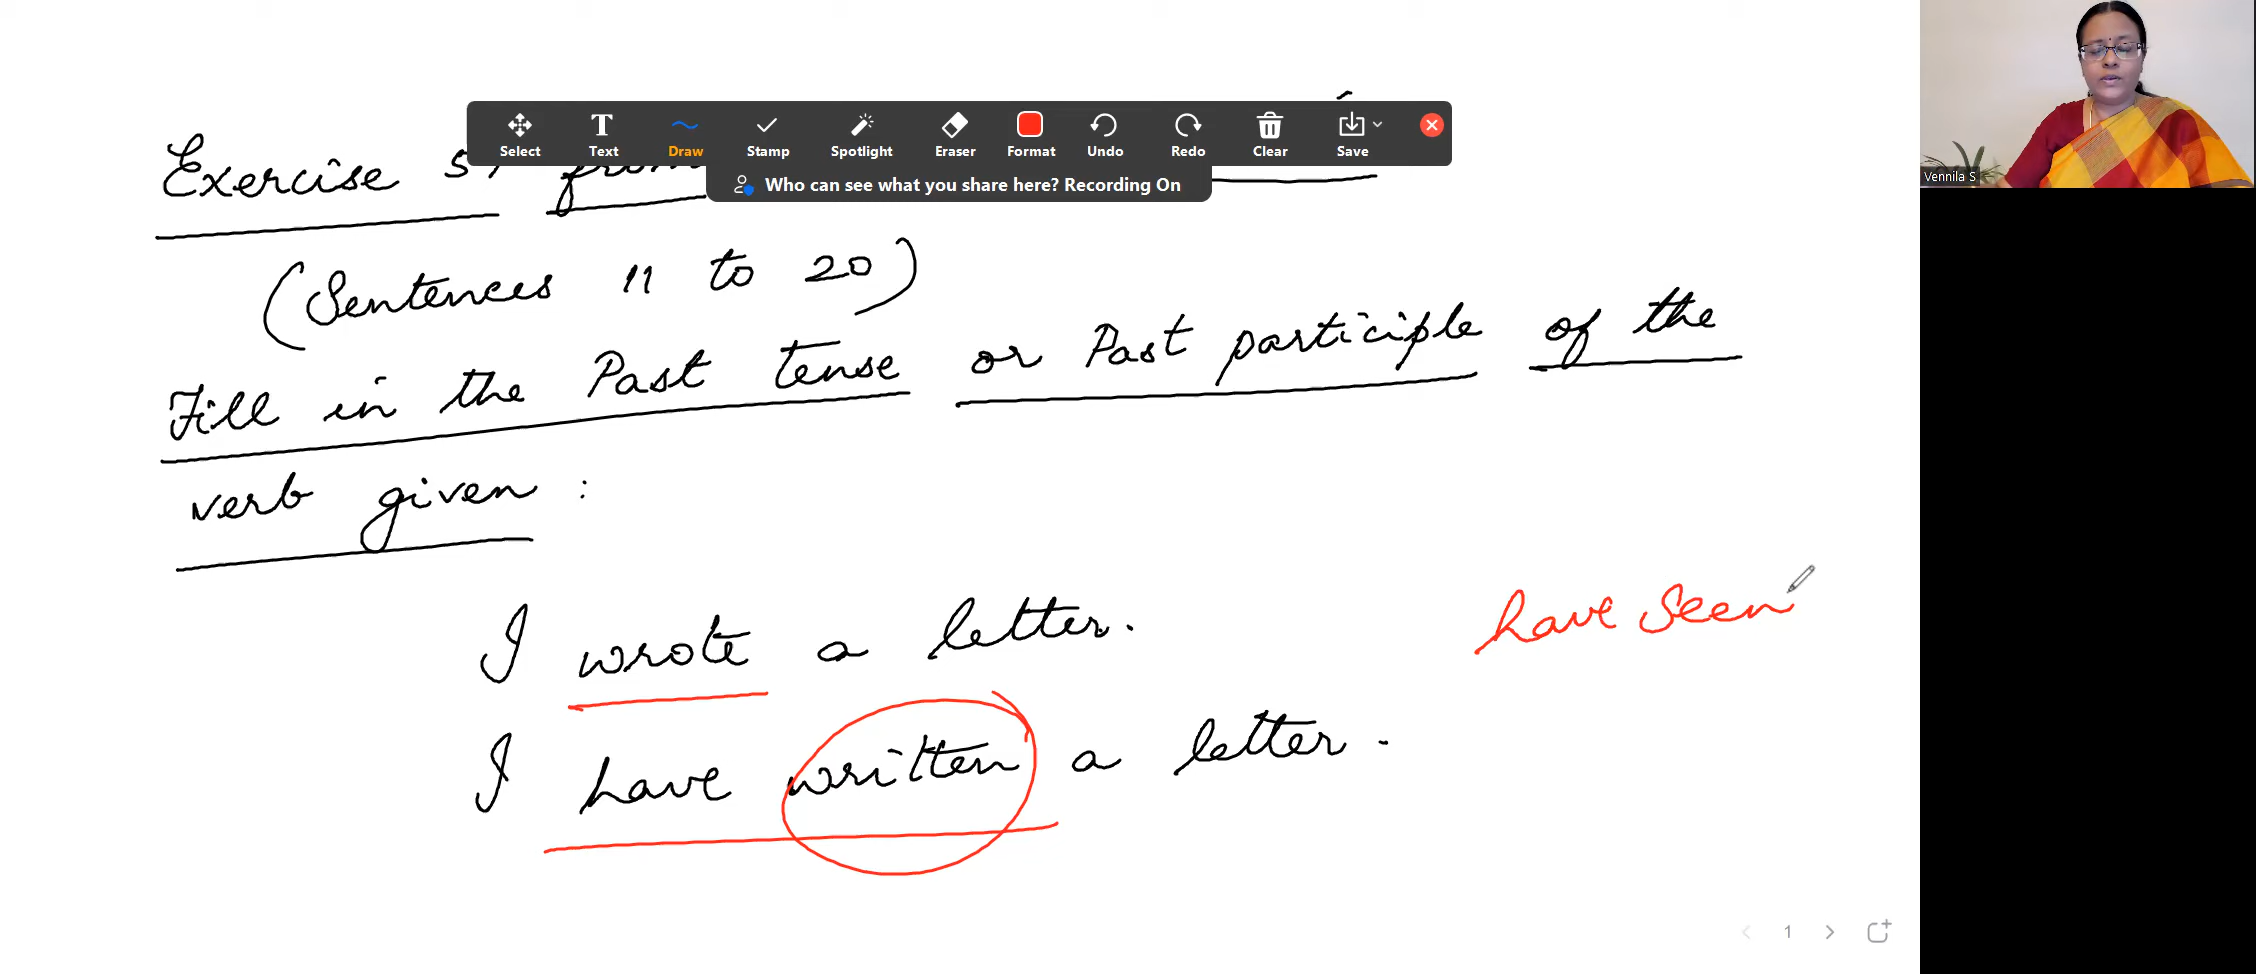 Select Text Draw Stamp Spotlight Eraser Format Undo Redo Clear Save
Who can see what you share here? Recording On
Vennila S
Exercise from
(Sentences 11 to 20)
Fill in the Past tense or Past participle of the
verb given :
I wrote a letter.
have seen
I have written a letter.
1